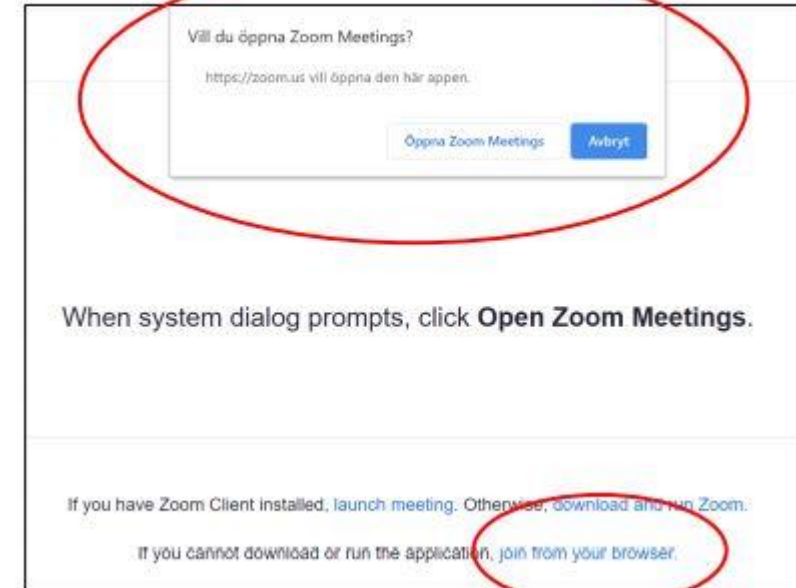 Vill du öppna Zoom Meetings?
https://zoom.us vill öppna den här appen.
Öppna Zoom Meetings
Avbryt
When system dialog prompts, click Open Zoom Meetings.
If you have Zoom Client installed, launch meeting. Otherwise, download and run Zoom.
If you cannot download or run the application, join from your browser.